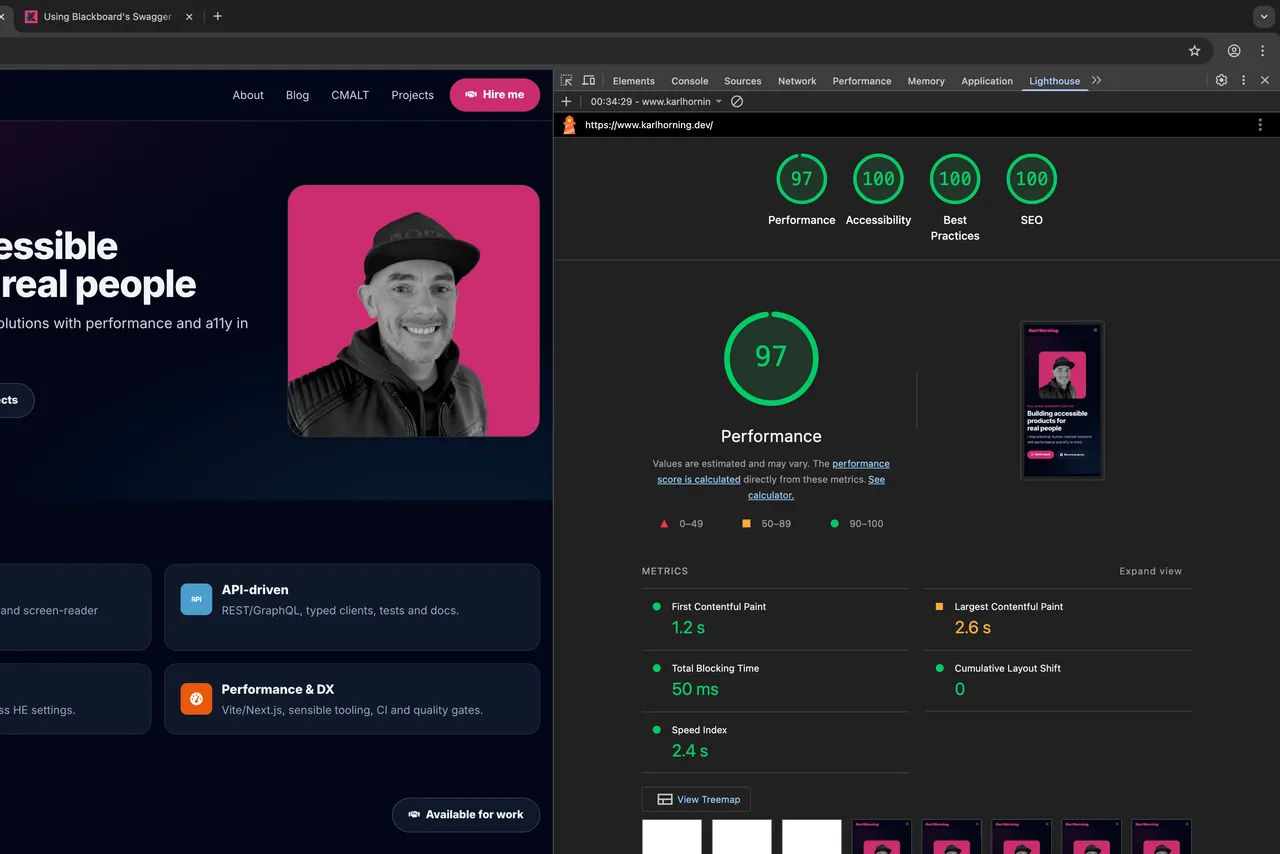 Using Blackboard's Swagger
About
Blog
CMALT
Projects
Hire me
essible
real people
olutions with performance and a11y in
cts
and screen-reader
API
API-driven
REST/GraphQL, typed clients, tests and docs.
ss HE settings.
Performance & DX
Vite/Next.js, sensible tooling, CI and quality gates.
Available for work
Elements
Console
Sources
Network
Performance
Memory
Application
Lighthouse
00:34:29 - www.karlhornin
https://www.karlhorning.dev/
97
Performance
100
Accessibility
100
Best
Practices
100
SEO
97
Performance
Values are estimated and may vary. The performance
score is calculated directly from these metrics. See
calculator.
0–49
50–89
90–100
Building accessible
products for
real people
METRICS
Expand view
First Contentful Paint
1.2 s
Largest Contentful Paint
2.6 s
Total Blocking Time
50 ms
Cumulative Layout Shift
0
Speed Index
2.4 s
View Treemap